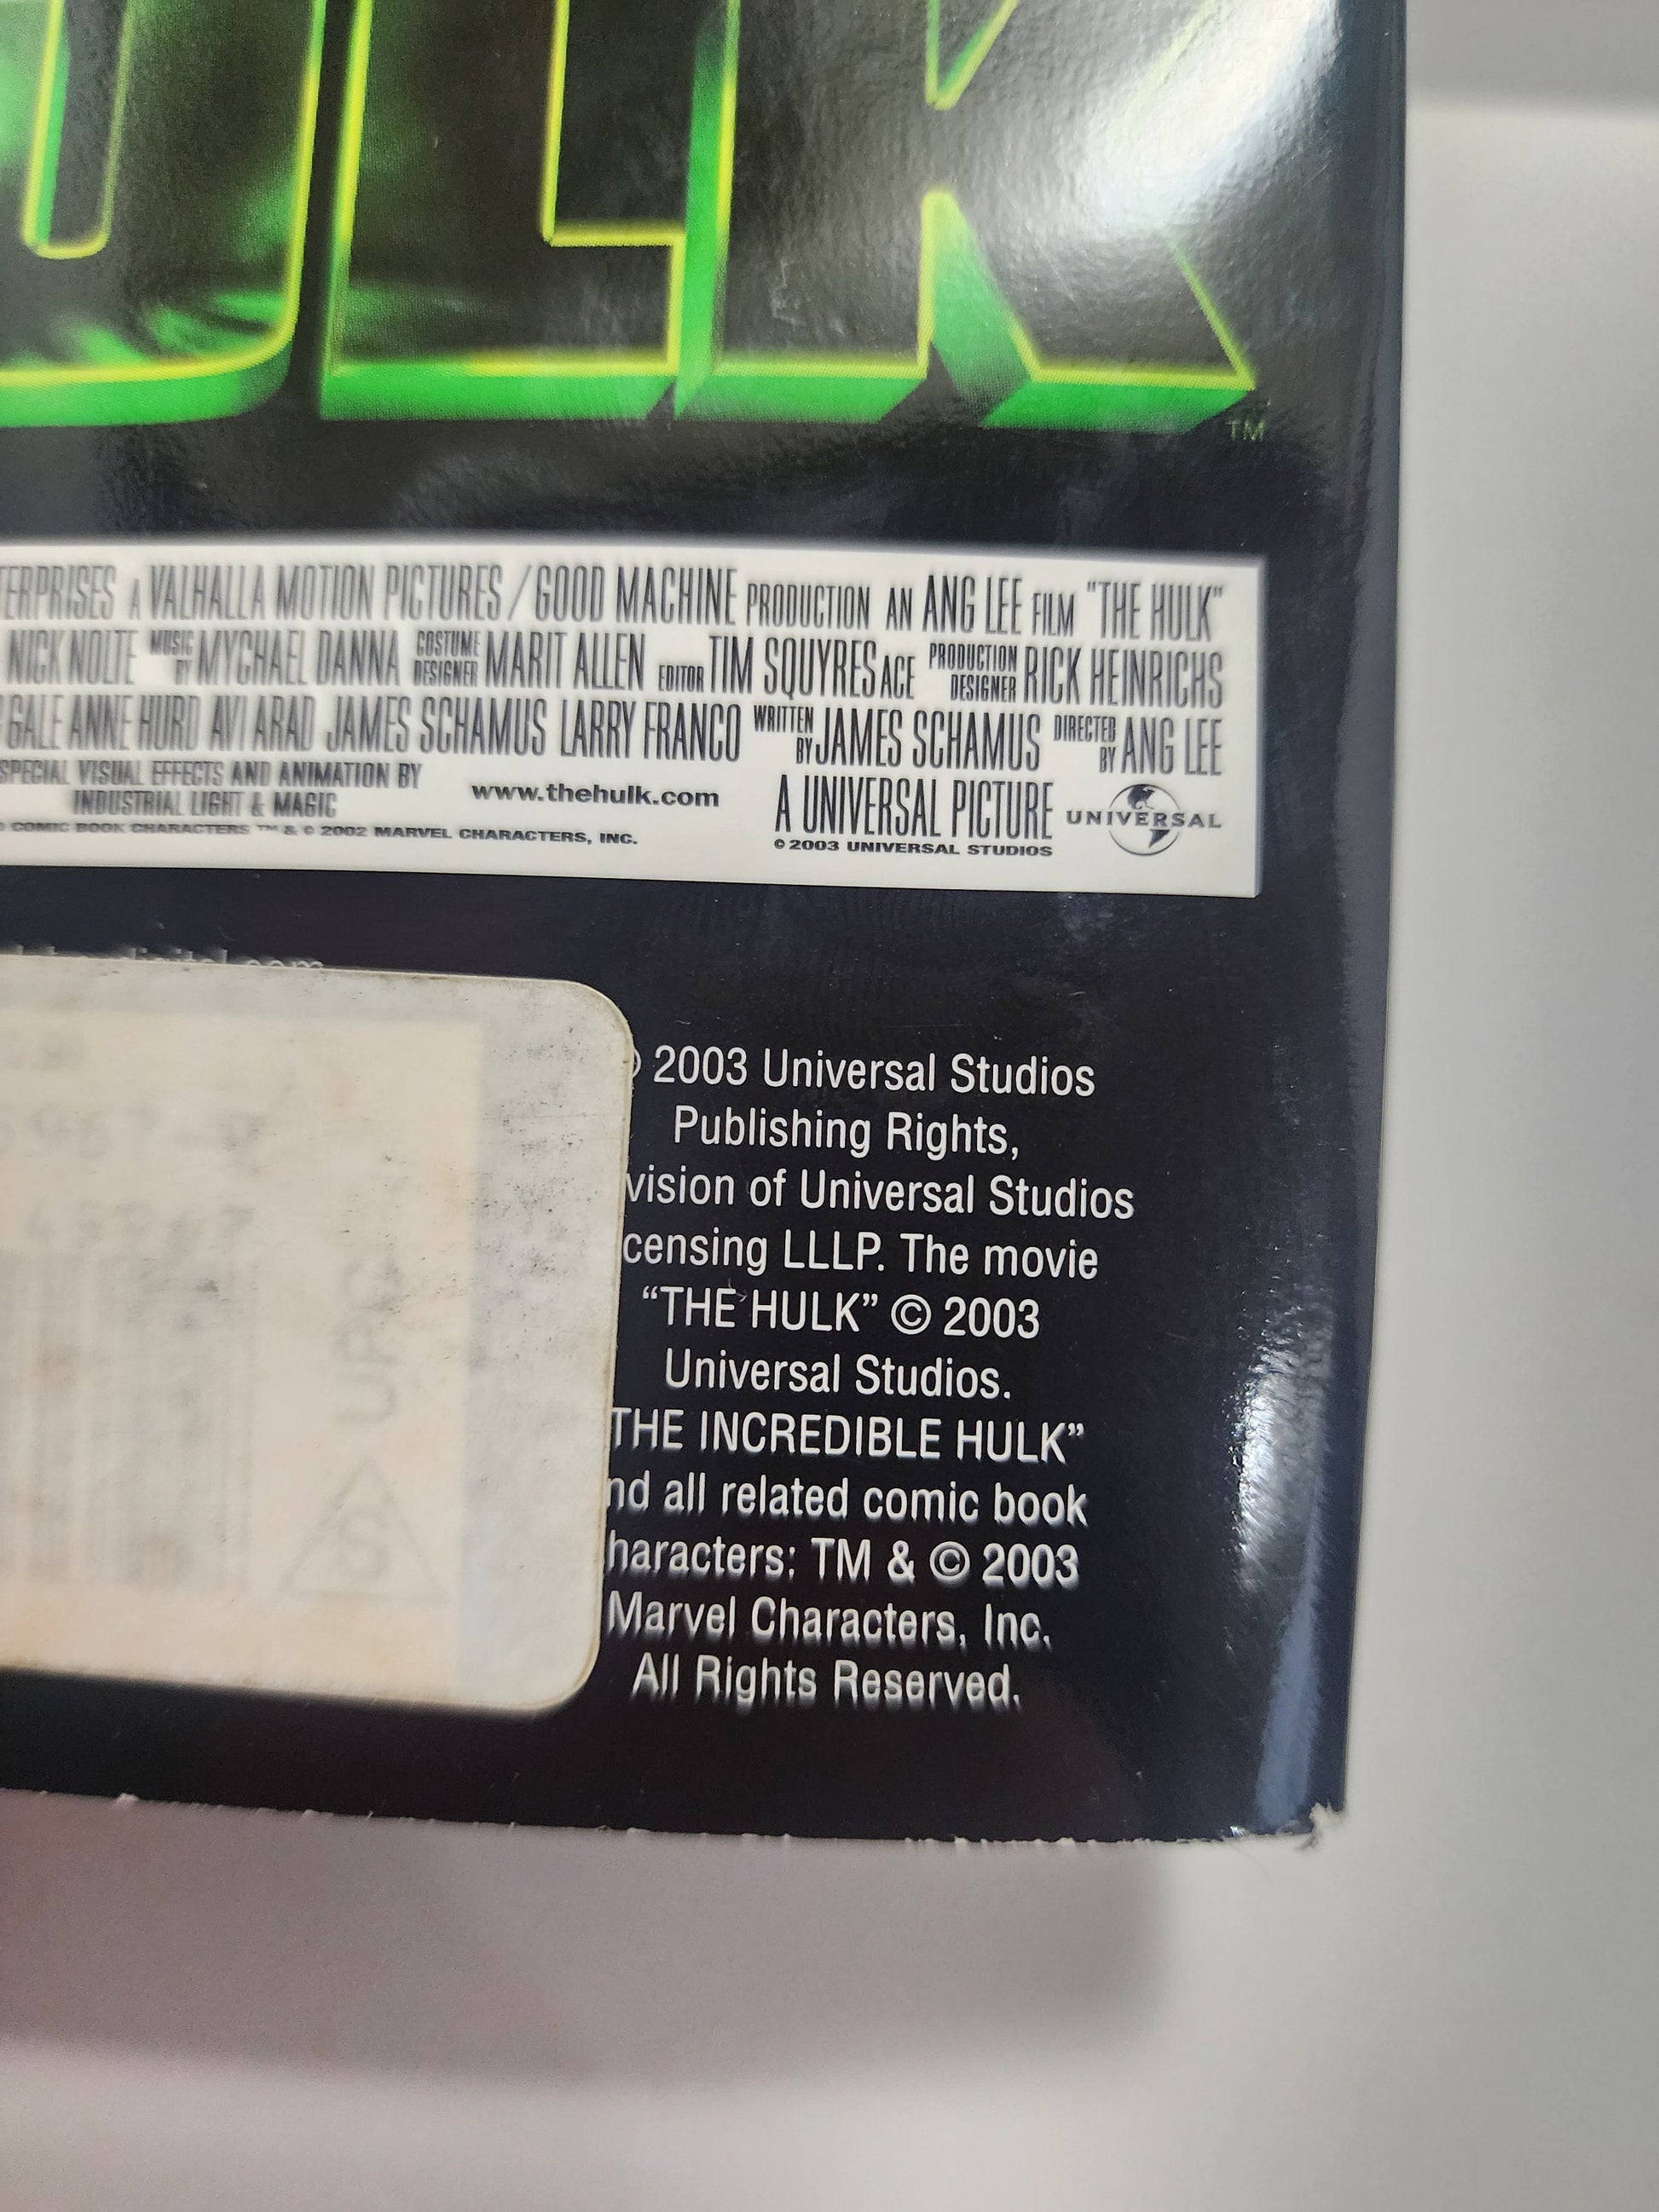 ULK
TM
ERPRISES A VALHALLA MOTION PICTURES / GOOD MACHINE PRODUCTION AN ANG LEE FILM "THE HULK"
NICK NOLTE MUSIC BY MYCHAEL DANNA COSTUME DESIGNER MARIT ALLEN EDITOR TIM SQUYRES ACE PRODUCTION DESIGNER RICK HEINRICHS
GALE ANNE HURD AVI ARAD JAMES SCHAMUS LARRY FRANCO WRITTEN BY JAMES SCHAMUS DIRECTED BY ANG LEE
SPECIAL VISUAL EFFECTS AND ANIMATION BY
INDUSTRIAL LIGHT & MAGIC
www.thehulk.com
A UNIVERSAL PICTURE
UNIVERSAL
COMIC BOOK CHARACTERS ™ & © 2002 MARVEL CHARACTERS, INC.
© 2003 UNIVERSAL STUDIOS
© 2003 Universal Studios
Publishing Rights,
vision of Universal Studios
censing LLLP. The movie
“THE HULK” © 2003
Universal Studios.
THE INCREDIBLE HULK”
nd all related comic book
haracters: TM & © 2003
Marvel Characters, Inc.
All Rights Reserved.
UPC
S